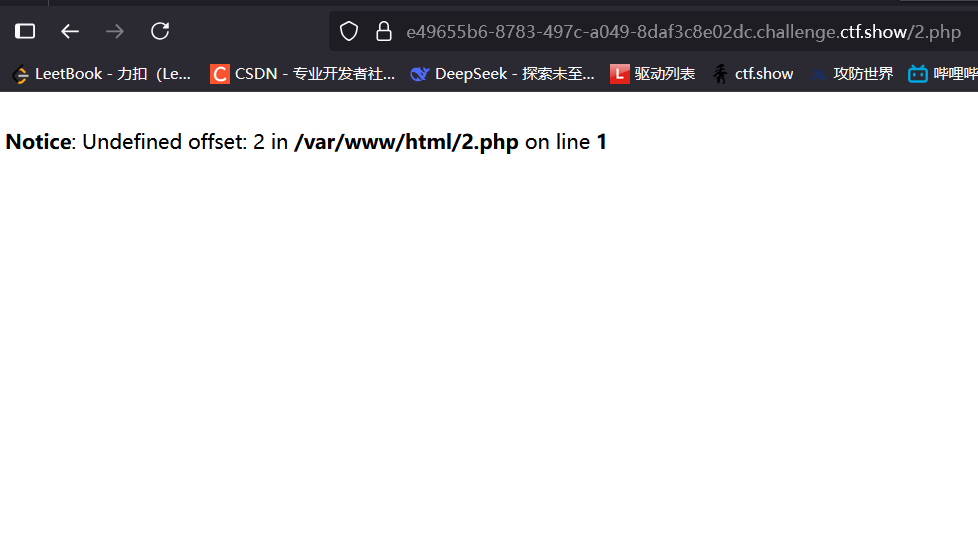 e49655b6-8783-497c-a049-8daf3c8e02dc.challenge.ctf.show/2.php
LeetBook - 力扣（Le... CSDN - 专业开发者社... DeepSeek - 探索未至... L 驱动列表 ctf.show 攻防世界 哔哩哔
Notice: Undefined offset: 2 in /var/www/html/2.php on line 1